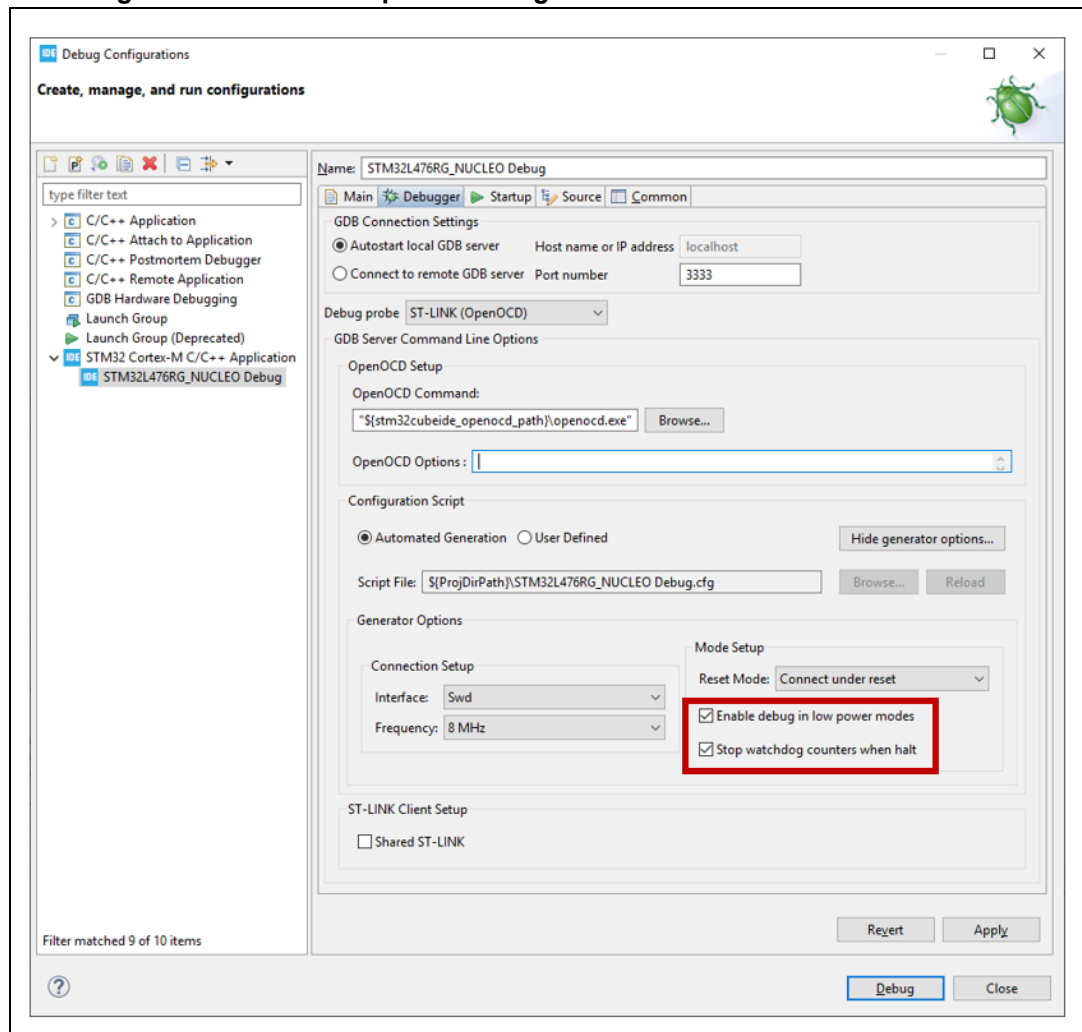 IDE Debug Configurations
Create, manage, and run configurations
type filter text
C/C++ Application
C/C++ Attach to Application
C/C++ Postmortem Debugger
C/C++ Remote Application
GDB Hardware Debugging
Launch Group
Launch Group (Deprecated)
IDE STM32 Cortex-M C/C++ Application
IDE STM32L476RG_NUCLEO Debug
Filter matched 9 of 10 items
Name: STM32L476RG_NUCLEO Debug
Main Debugger Startup Source Common
GDB Connection Settings
Autostart local GDB server Host name or IP address localhost
Connect to remote GDB server Port number 3333
Debug probe ST-LINK (OpenOCD)
GDB Server Command Line Options
OpenOCD Setup
OpenOCD Command:
"${stm32cubeide_openocd_path}\openocd.exe" Browse...
OpenOCD Options :
Configuration Script
Automated Generation User Defined Hide generator options...
Script File: ${ProjDirPath}\STM32L476RG_NUCLEO Debug.cfg Browse... Reload
Generator Options
Connection Setup
Interface: Swd
Frequency: 8 MHz
Mode Setup
Reset Mode: Connect under reset
Enable debug in low power modes
Stop watchdog counters when halt
ST-LINK Client Setup
Shared ST-LINK
Revert Apply
? Debug Close